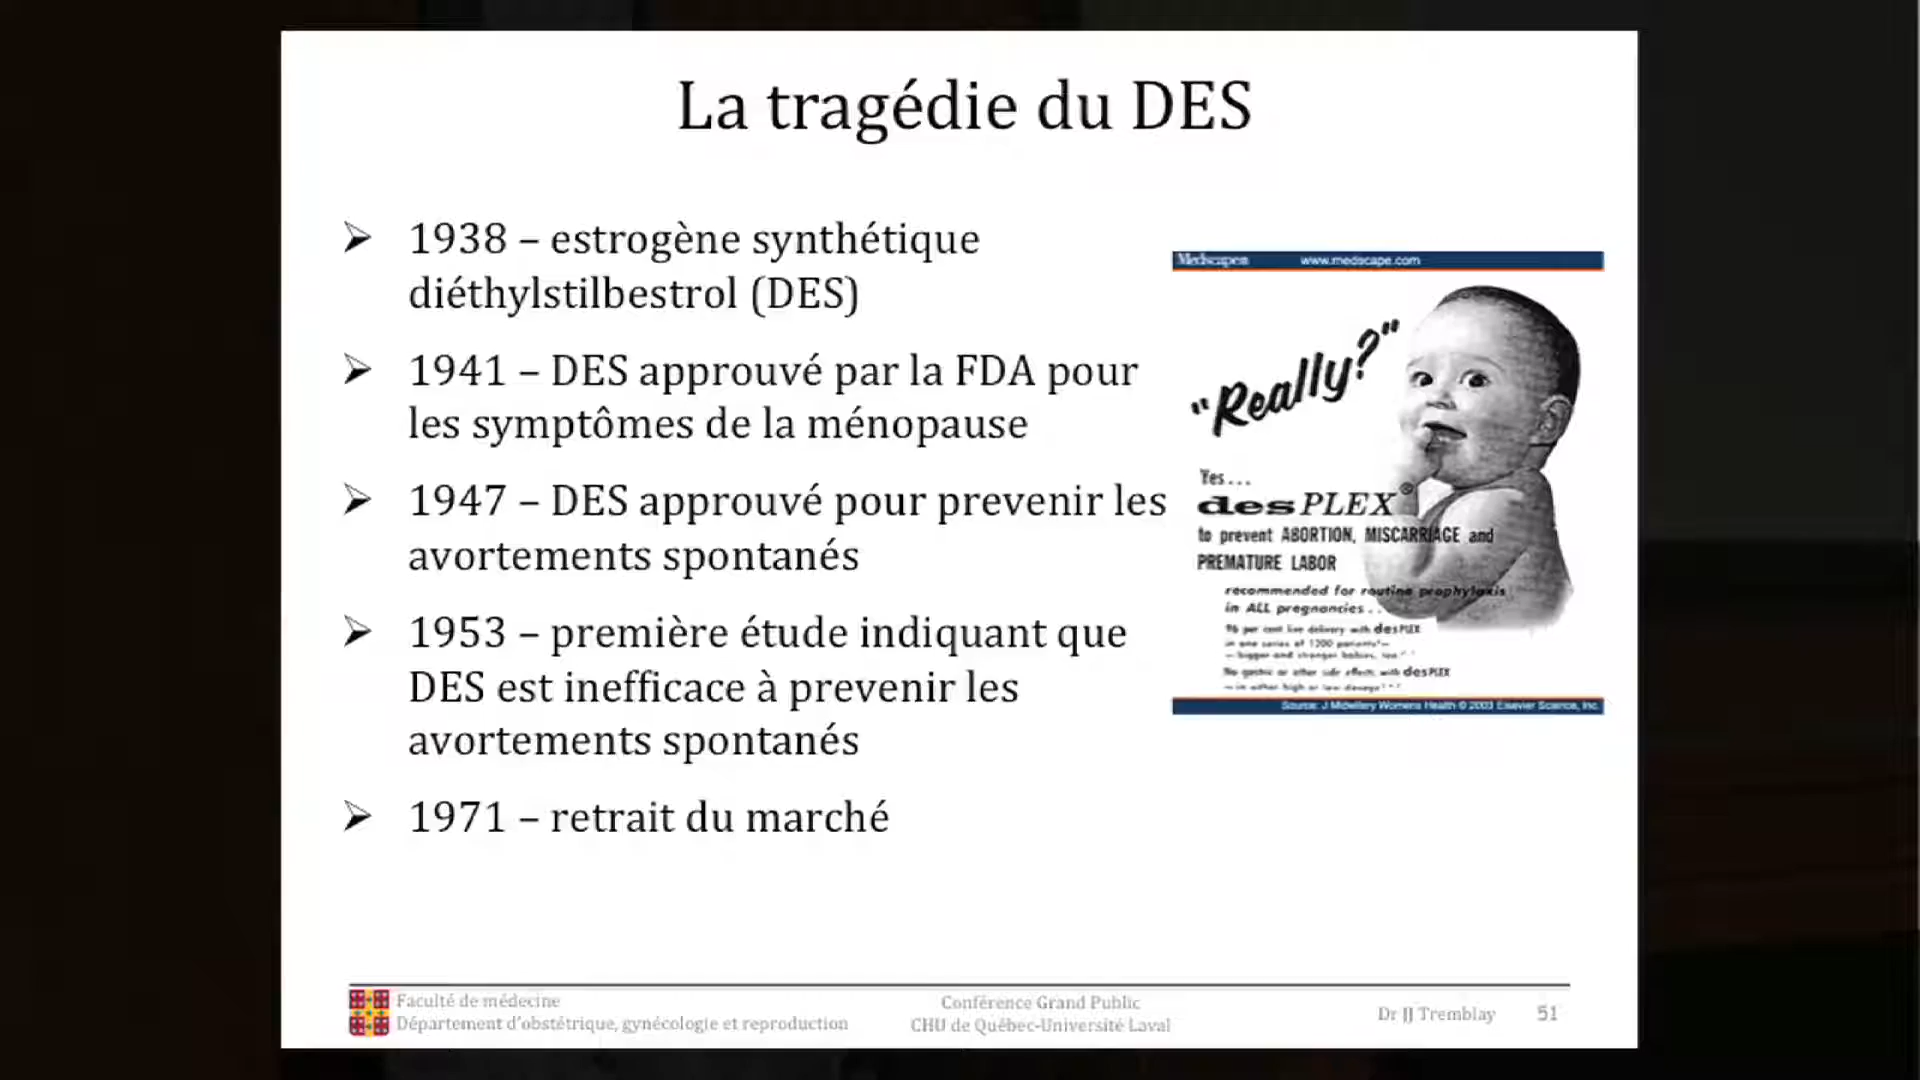 La tragédie du DES
➢ 1938 – estrogène synthétique
diéthylstilbestrol (DES)
➢ 1941 – DES approuvé par la FDA pour
les symptômes de la ménopause
➢ 1947 – DES approuvé pour prevenir les
avortements spontanés
➢ 1953 – première étude indiquant que
DES est inefficace à prevenir les
avortements spontanés
➢ 1971 – retrait du marché
Medscape® www.medscape.com
"Really?"
Yes...
desPLEX®
to prevent ABORTION, MISCARRIAGE and
PREMATURE LABOR
recommended for routine prophylaxis
in ALL pregnancies . .
96 per cent live delivery with desPLEX
in one series of 1200 patients
— bigger and stronger babies, too.
No gastric or other side effects with desPLEX
— in either high or low dosage
Source: J Midwifery Womens Health © 2003 Elsevier Science, Inc.
Faculté de médecine
Département d'obstétrique, gynécologie et reproduction
Conférence Grand Public
CHU de Québec-Université Laval
Dr JJ Tremblay 51